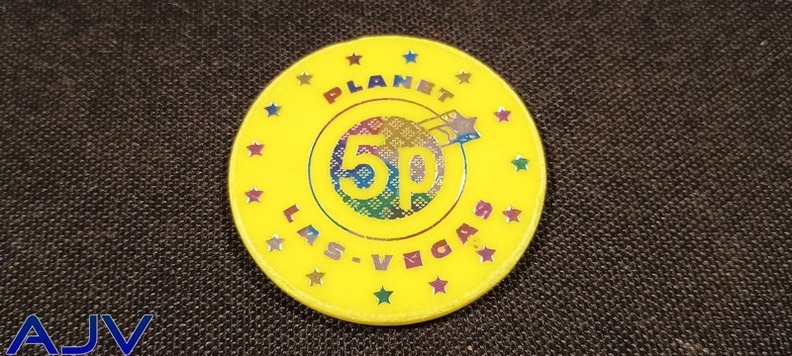 PLANET
5p
LAS-VEGAS
AJV